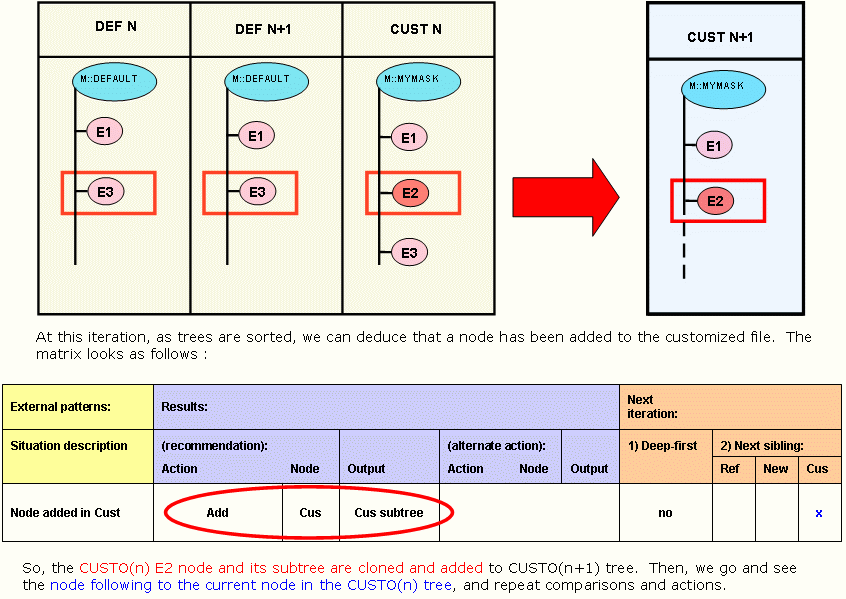 DEF N DEF N+1 CUST N CUST N+1
M::DEFAULT M::DEFAULT M::MYMASK M::MYMASK
E1 E1 E1 E1
E3 E3 E2 E2
E3
At this iteration, as trees are sorted, we can deduce that a node has been added to the customized file. The
matrix looks as follows :
External patterns: Results: Next
iteration:
Situation description (recommendation): (alternate action): 1) Deep-first 2) Next sibling:
Action Node Output Action Node Output Ref New Cus
Node added in Cust Add Cus Cus subtree no x
So, the CUSTO(n) E2 node and its subtree are cloned and added to CUSTO(n+1) tree. Then, we go and see
the node following to the current node in the CUSTO(n) tree, and repeat comparisons and actions.